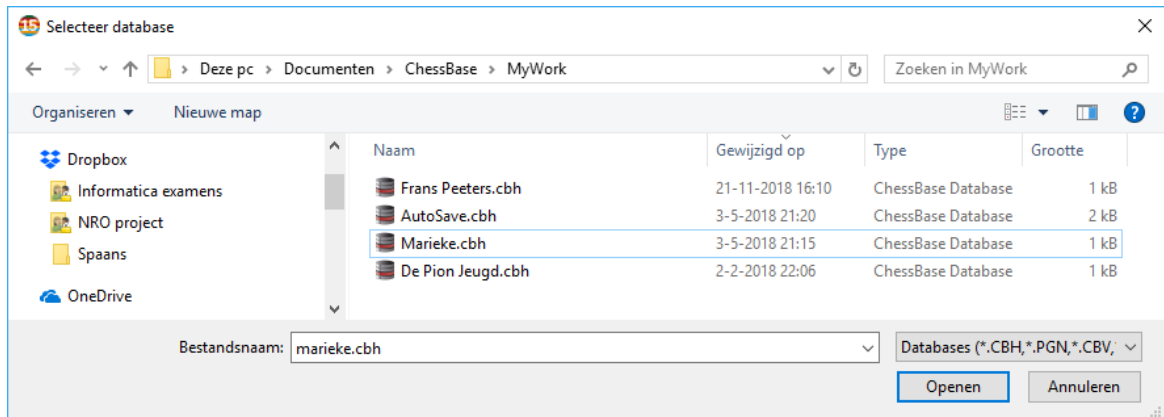 15 Selecteer database
Deze pc > Documenten > ChessBase > MyWork Zoeken in MyWork
Organiseren Nieuwe map ?
Dropbox
Informatica examens
NRO project
Spaans
OneDrive
Naam Gewijzigd op Type Grootte
Frans Peeters.cbh 21-11-2018 16:10 ChessBase Database 1 kB
AutoSave.cbh 3-5-2018 21:20 ChessBase Database 2 kB
Marieke.cbh 3-5-2018 21:15 ChessBase Database 1 kB
De Pion Jeugd.cbh 2-2-2018 22:06 ChessBase Database 1 kB
Bestandsnaam: marieke.cbh Databases (*.CBH,*.PGN,*.CBV,
Openen Annuleren